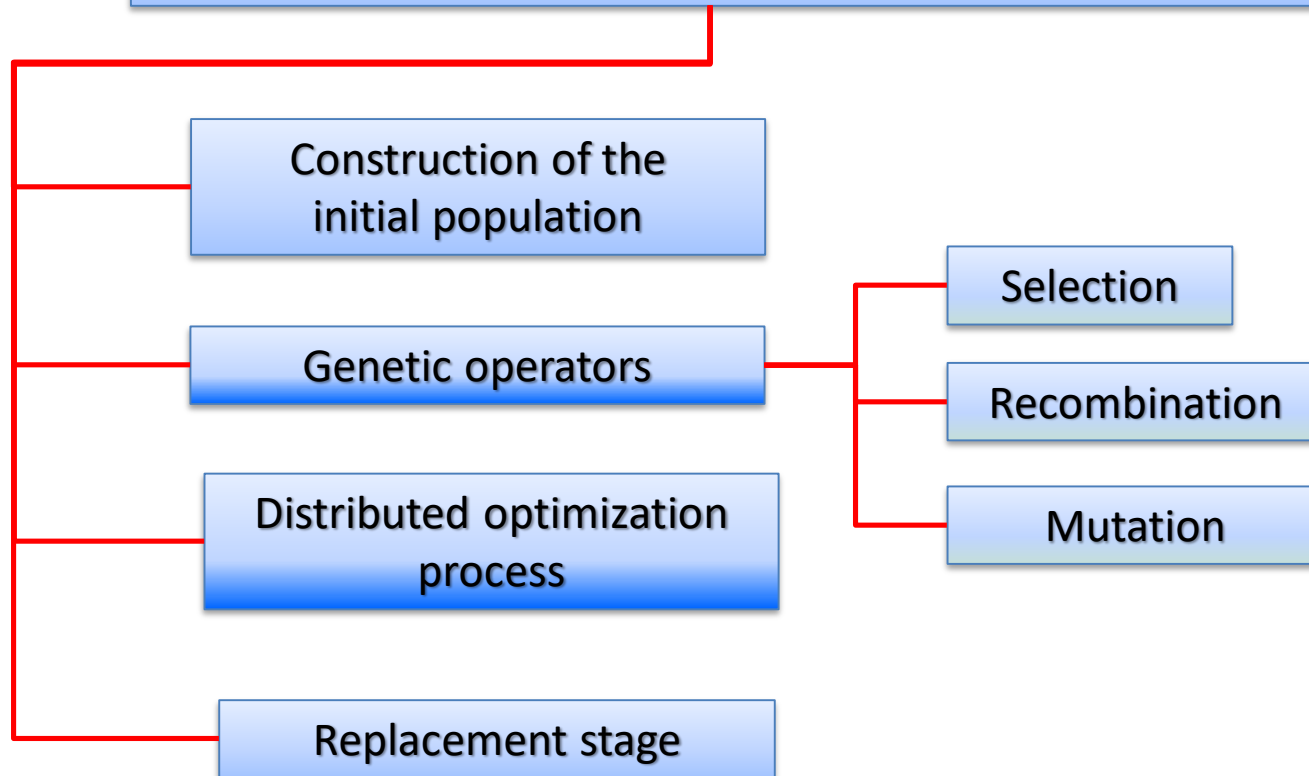 Construction of the
initial population
Genetic operators
Selection
Recombination
Mutation
Distributed optimization
process
Replacement stage